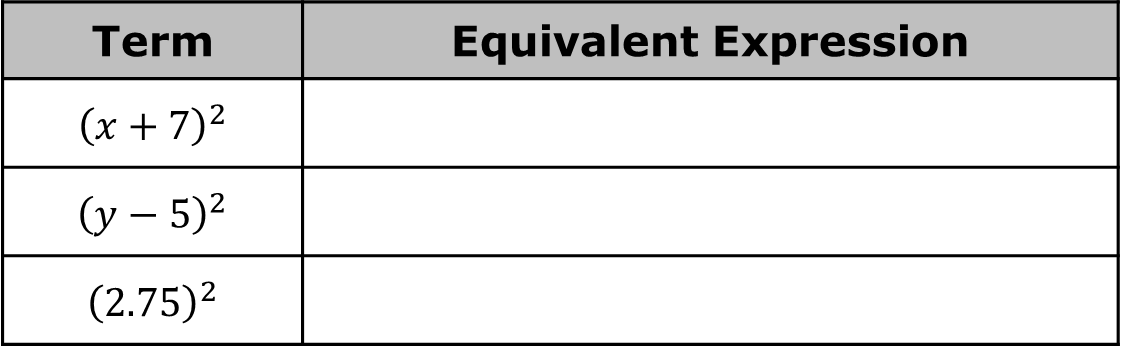 Term Equivalent Expression
(x + 7)²
(y − 5)²
(2.75)²